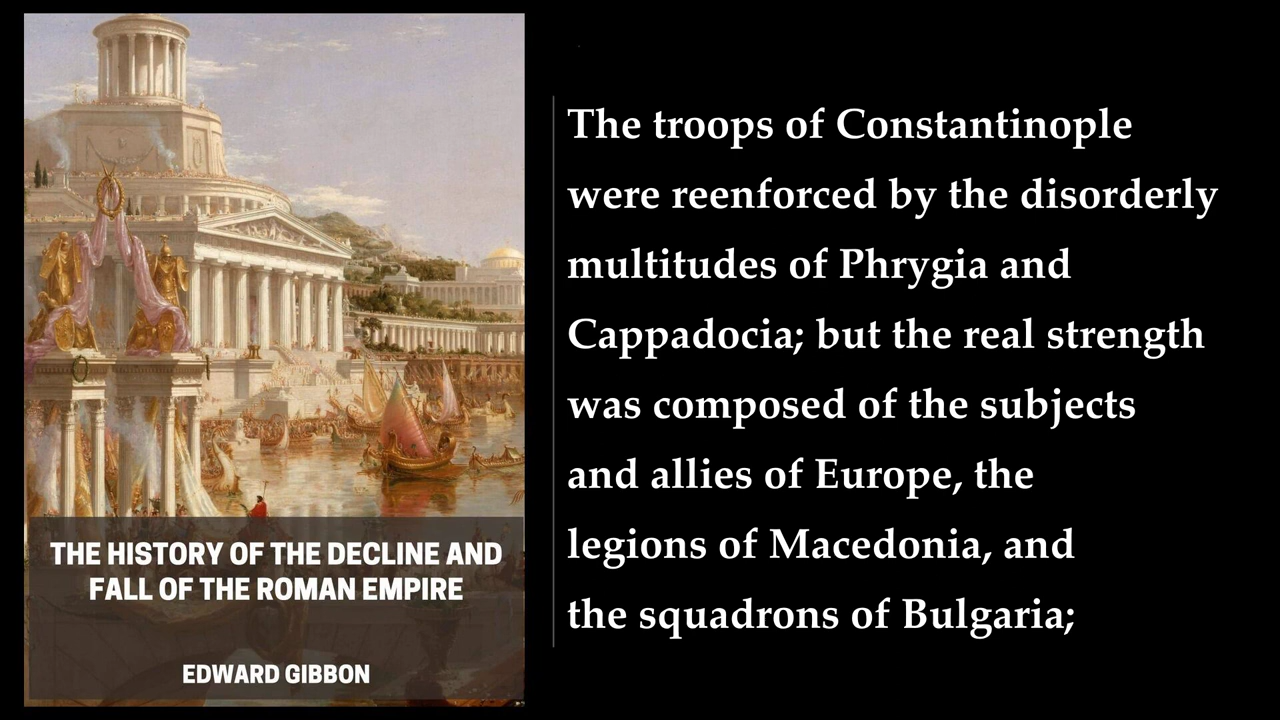 THE HISTORY OF THE DECLINE AND
FALL OF THE ROMAN EMPIRE
EDWARD GIBBON
The troops of Constantinople
were reenforced by the disorderly
multitudes of Phrygia and
Cappadocia; but the real strength
was composed of the subjects
and allies of Europe, the
legions of Macedonia, and
the squadrons of Bulgaria;